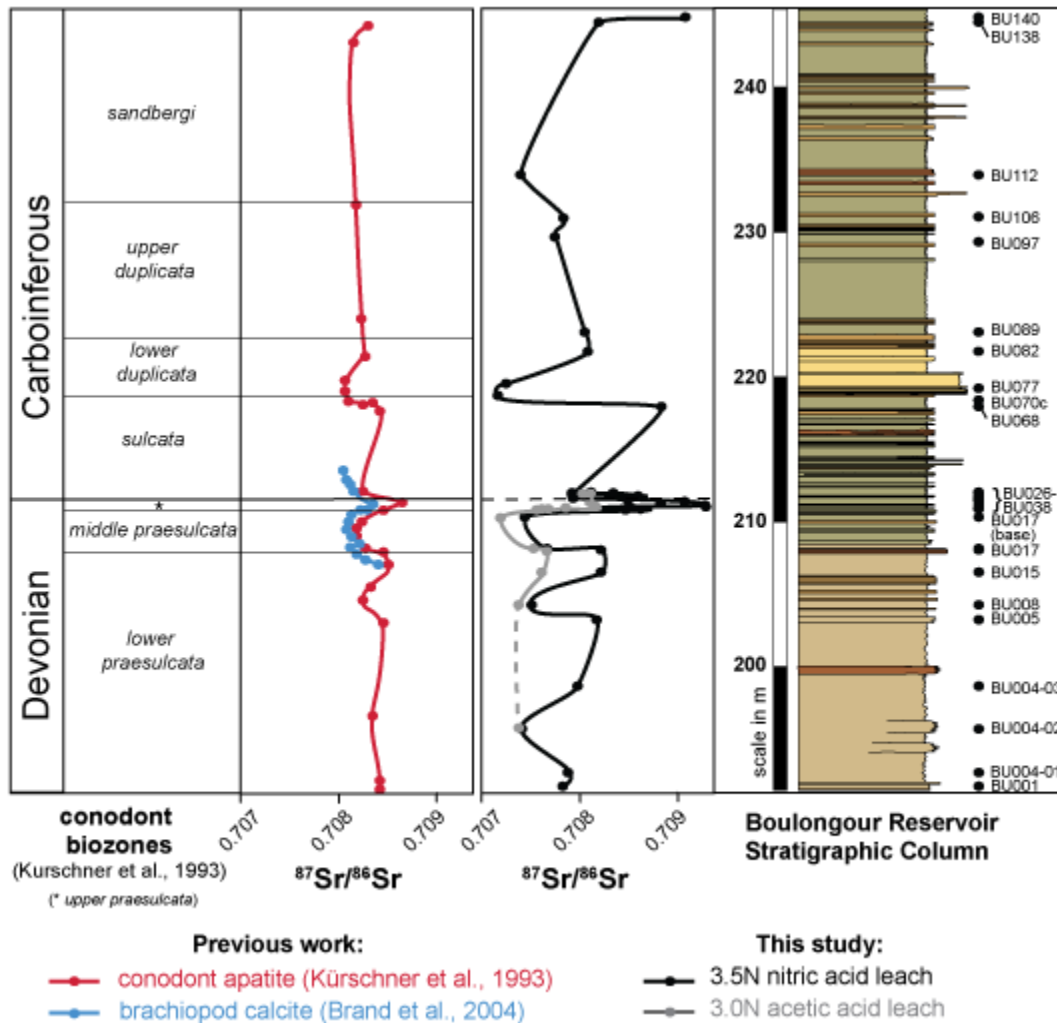 Carboinferous
Devonian
sandbergi
upper
duplicata
lower
duplicata
sulcata
*
middle praesulcata
lower
praesulcata
conodont
biozones
(Kurschner et al., 1993)
(* upper praesulcata)
0.707
0.708
0.709
⁸⁷Sr/⁸⁶Sr
0.707
0.708
0.709
⁸⁷Sr/⁸⁶Sr
240
230
220
210
200
scale in m
BU140
BU138
BU112
BU106
BU097
BU089
BU082
BU077
BU070c
BU068
}BU026-
}BU038
BU017
(base)
BU017
BU015
BU008
BU005
BU004-03
BU004-02
BU004-01
BU001
Boulongour Reservoir
Stratigraphic Column
Previous work:
conodont apatite (Kürschner et al., 1993)
brachiopod calcite (Brand et al., 2004)
This study:
3.5N nitric acid leach
3.0N acetic acid leach